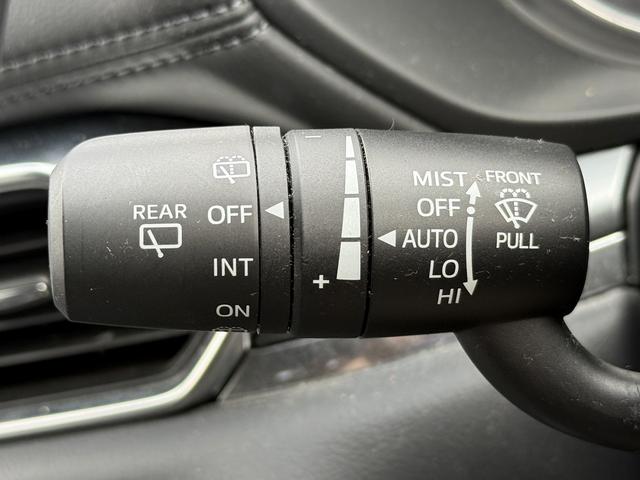 REAR
OFF
INT
ON
−
+
MIST
OFF
AUTO
LO
HI
FRONT
PULL